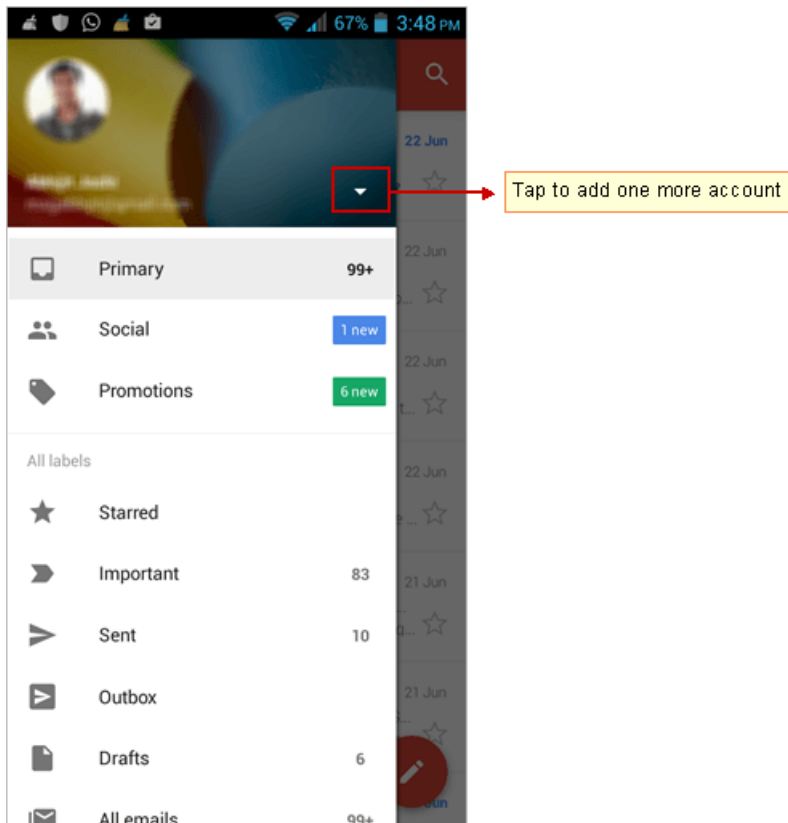 67% 3:48 PM
22 Jun
Tap to add one more account
Primary 99+
22 Jun
Social 1 new
22 Jun
Promotions 6 new
t...
All labels
22 Jun
Starred
e ...
Important 83
21 Jun
Sent 10
Outbox
21 Jun
Drafts 6
Jun
All emails 99+